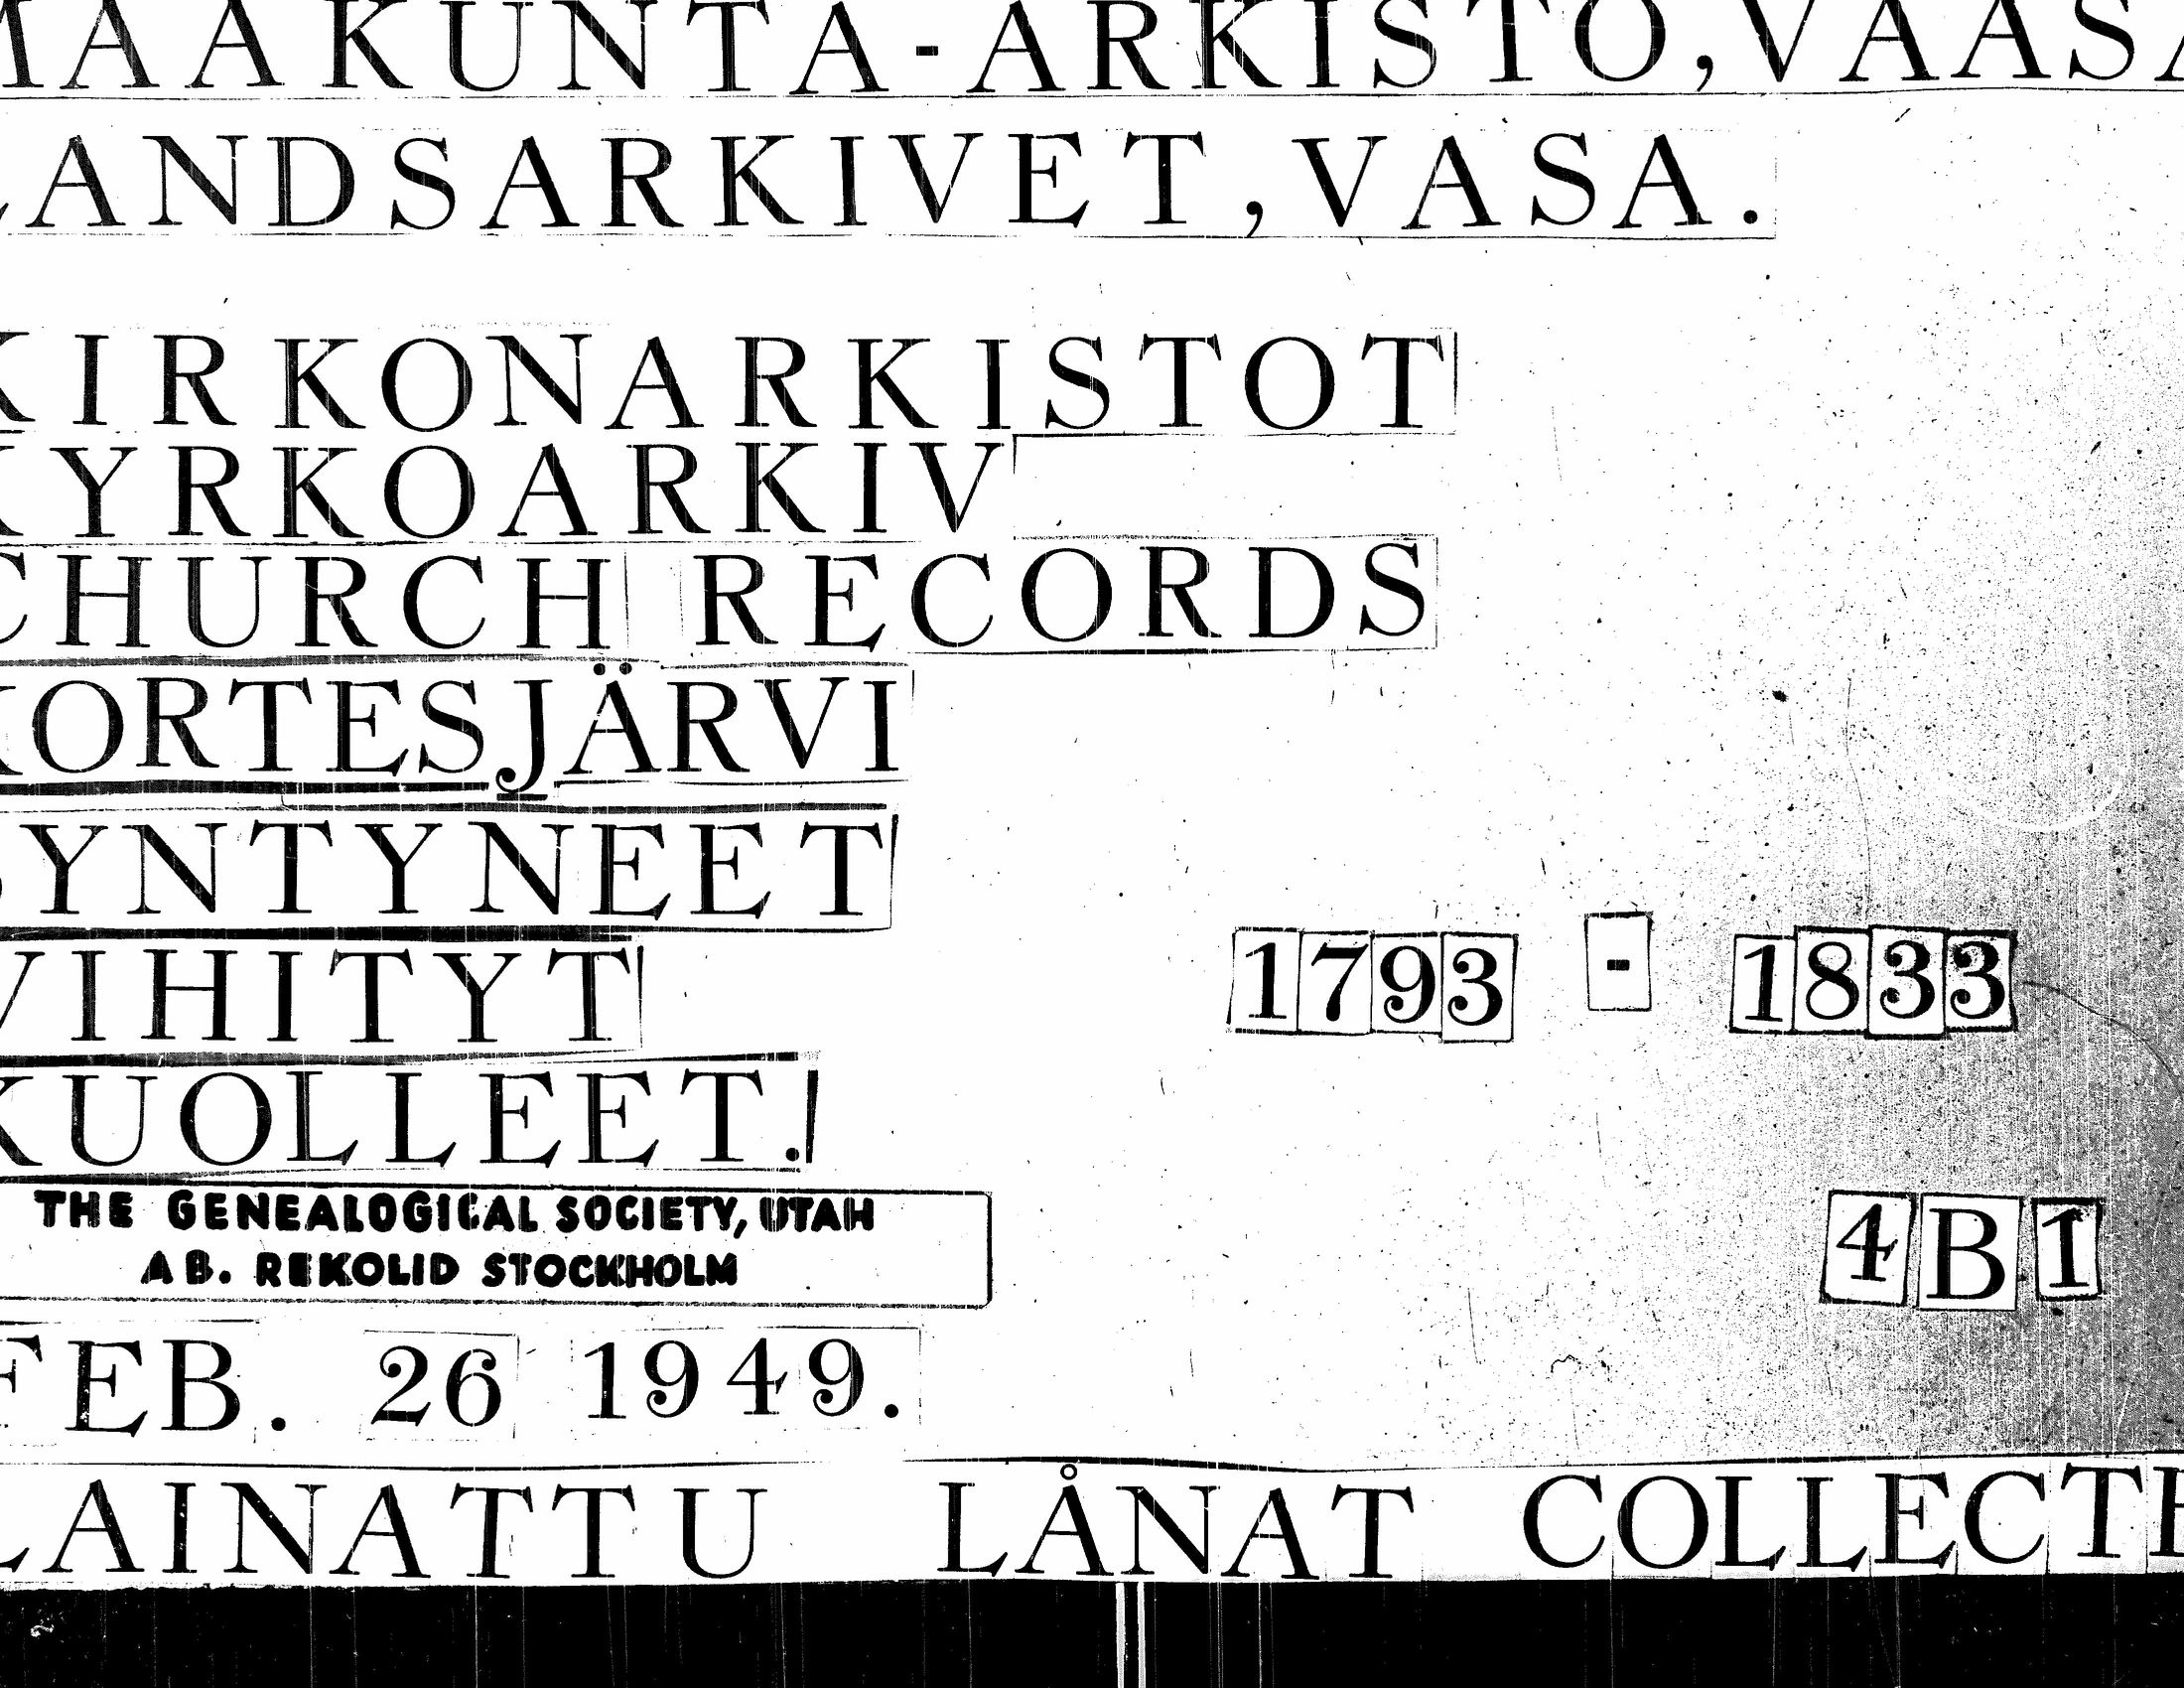 MAAKUNTA-ARKISTO, VAASA
LANDSARKIVET, VASA.
KIRKONARKISTOT
KYRKOARKIV
CHURCH RECORDS
KORTESJÄRVI
SYNTYNEET
VIHITYT 1793 - 1833
KUOLLEET.
THE GENEALOGICAL SOCIETY, UTAH
AB. REKOLID STOCKHOLM
4B1
FEB. 26 1949.
LAINATTU LÅNAT COLLECTE